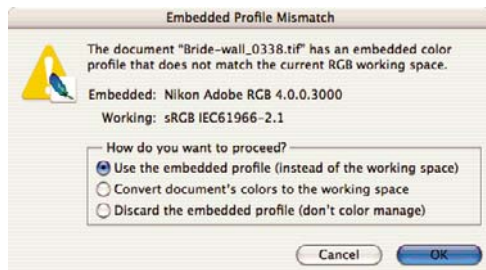 Embedded Profile Mismatch
The document "Bride-wall_0338.tif" has an embedded color
profile that does not match the current RGB working space.
Embedded: Nikon Adobe RGB 4.0.0.3000
Working: sRGB IEC61966-2.1
How do you want to proceed?
Use the embedded profile (instead of the working space)
Convert document's colors to the working space
Discard the embedded profile (don't color manage)
Cancel OK